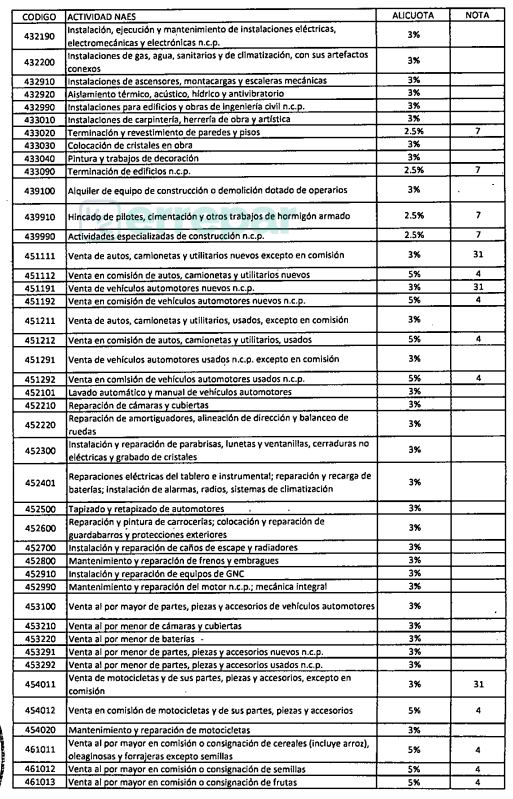 CODIGO ACTIVIDAD NAES ALICUOTA NOTA
432190 Instalación, ejecución y mantenimiento de instalaciones eléctricas, 3%
electromecánicas y electrónicas n.c.p.
432200 Instalaciones de gas, agua, sanitarios y de climatización, con sus artefactos 3%
conexos
432910 Instalaciones de ascensores, montacargas y escaleras mecánicas 3%
432920 Aislamiento térmico, acústico, hídrico y antivibratorio 3%
432990 Instalaciones para edificios y obras de ingeniería civil n.c.p. 3%
433010 Instalaciones de carpintería, herrería de obra y artística 3%
433020 Terminación y revestimiento de paredes y pisos 2.5% 7
433030 Colocación de cristales en obra 3%
433040 Pintura y trabajos de decoración 3%
433090 Terminación de edificios n.c.p. 2.5% 7
439100 Alquiler de equipo de construcción o demolición dotado de operarios 3%
errepar
439910 Hincado de pilotes, cimentación y otros trabajos de hormigón armado 2.5% 7
439990 Actividades especializadas de construcción n.c.p. 2.5% 7
451111 Venta de autos, camionetas y utilitarios nuevos excepto en comisión 3% 31
451112 Venta en comisión de autos, camionetas y utilitarios nuevos 5% 4
451191 Venta de vehículos automotores nuevos n.c.p. 3% 31
451192 Venta en comisión de vehículos automotores nuevos n.c.p. 5% 4
451211 Venta de autos, camionetas y utilitarios, usados, excepto en comisión 3%
451212 Venta en comisión de autos, camionetas y utilitarios, usados 5% 4
451291 Venta de vehículos automotores usados n.c.p. excepto en comisión 3%
451292 Venta en comisión de vehículos automotores usados n.c.p. 5% 4
452101 Lavado automático y manual de vehículos automotores 3%
452210 Reparación de cámaras y cubiertas 3%
452220 Reparación de amortiguadores, alineación de dirección y balanceo de 3%
ruedas
452300 Instalación y reparación de parabrisas, lunetas y ventanillas, cerraduras no 3%
eléctricas y grabado de cristales
452401 Reparaciones eléctricas del tablero e instrumental; reparación y recarga de 3%
baterías; instalación de alarmas, radios, sistemas de climatización
452500 Tapizado y retapizado de automotores 3%
452600 Reparación y pintura de carrocerías; colocación y reparación de 3%
guardabarros y protecciones exteriores
452700 Instalación y reparación de caños de escape y radiadores 3%
452800 Mantenimiento y reparación de frenos y embragues 3%
452910 Instalación y reparación de equipos de GNC 3%
452990 Mantenimiento y reparación del motor n.c.p.; mecánica integral 3%
453100 Venta al por mayor de partes, piezas y accesorios de vehículos automotores 3%
453210 Venta al por menor de cámaras y cubiertas 3%
453220 Venta al por menor de baterías 3%
453291 Venta al por menor de partes, piezas y accesorios nuevos n.c.p. 3%
453292 Venta al por menor de partes, piezas y accesorios usados n.c.p. 3%
454011 Venta de motocicletas y de sus partes, piezas y accesorios, excepto en 3% 31
comisión
454012 Venta en comisión de motocicletas y de sus partes, piezas y accesorios 5% 4
454020 Mantenimiento y reparación de motocicletas 3%
461011 Venta al por mayor en comisión o consignación de cereales (incluye arroz), 5% 4
oleaginosas y forrajeras excepto semillas
461012 Venta al por mayor en comisión o consignación de semillas 5% 4
461013 Venta al por mayor en comisión o consignación de frutas 5% 4